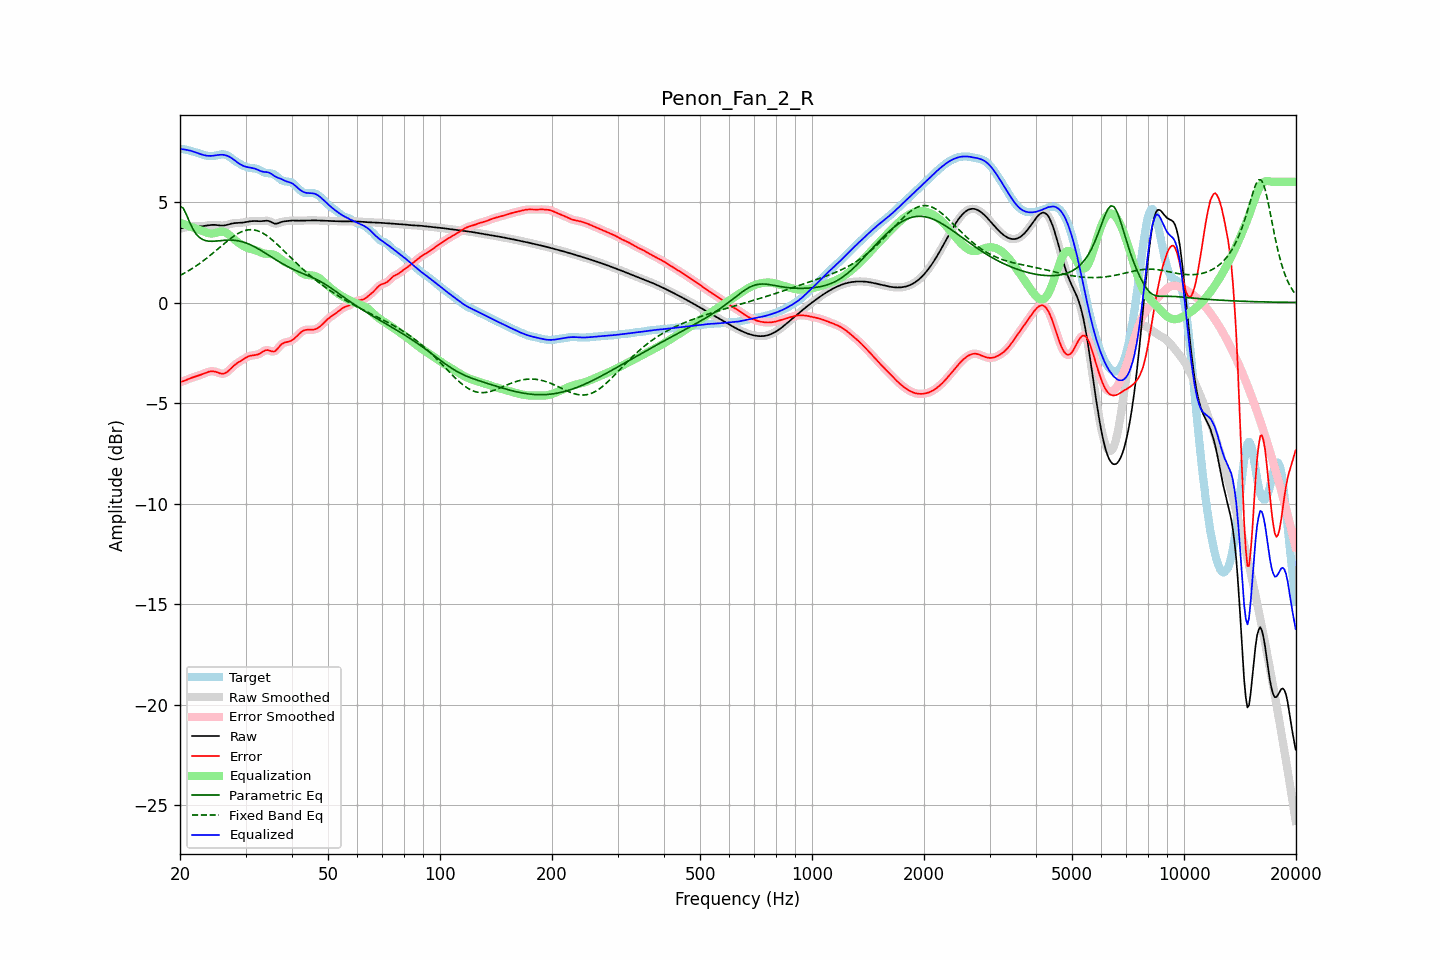 Penon_Fan_2_R
Amplitude (dBr)
5
0
−5
−10
−15
−20
−25
Target
Raw Smoothed
Error Smoothed
Raw
Error
Equalization
Parametric Eq
Fixed Band Eq
Equalized
20 50 100 200 500 1000 2000 5000 10000 20000
Frequency (Hz)